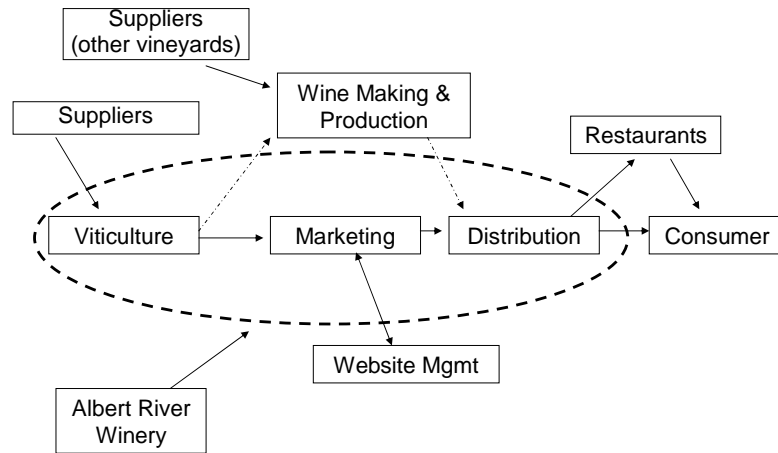 Suppliers
(other vineyards)
Wine Making &
Production
Suppliers
Restaurants
Viticulture
Marketing
Distribution
Consumer
Website Mgmt
Albert River
Winery